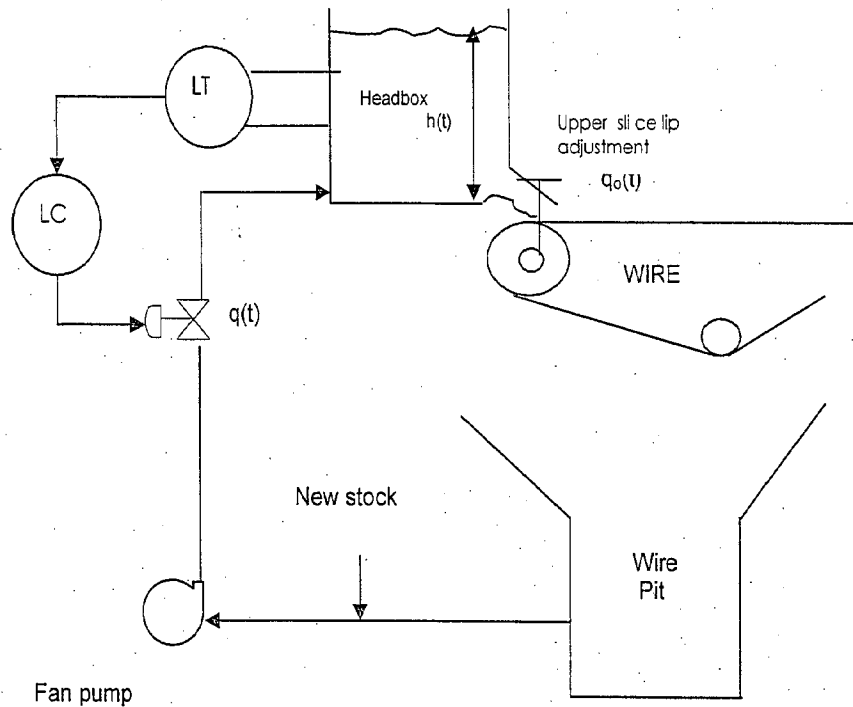 LT
Headbox
h(t)
Upper slice lip
adjustment
q₀(t)
LC
WIRE
q(t)
New stock
Wire
Pit
Fan pump